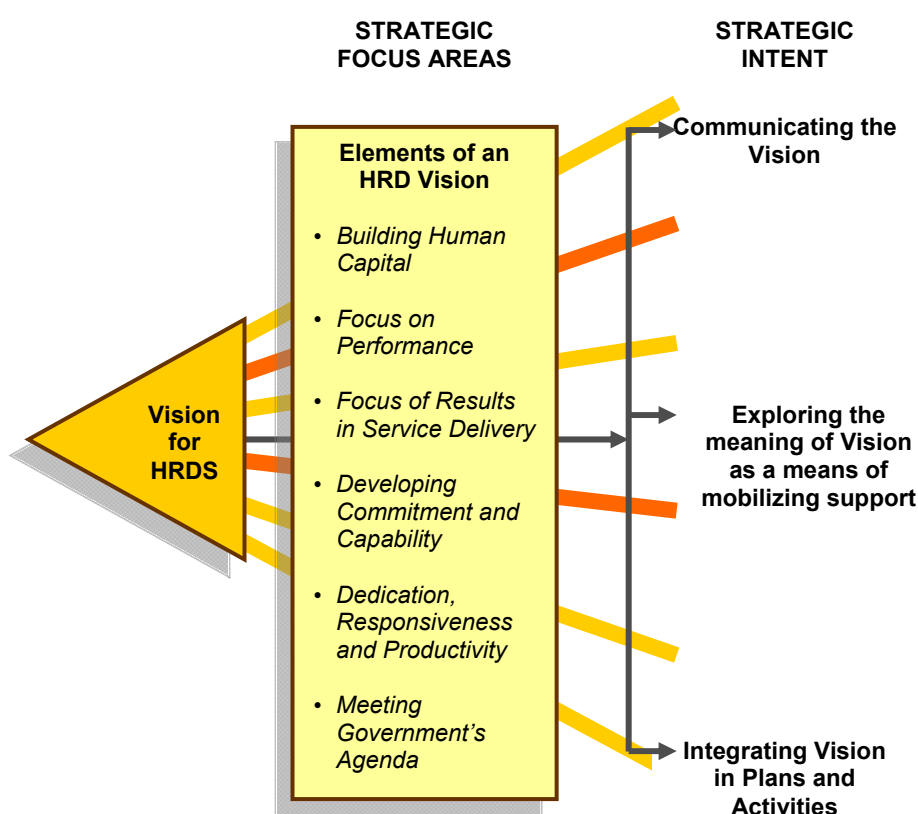 STRATEGIC
FOCUS AREAS
STRATEGIC
INTENT
Vision
for
HRDS
Elements of an
HRD Vision
• Building Human
Capital
• Focus on
Performance
• Focus of Results
in Service Delivery
• Developing
Commitment and
Capability
• Dedication,
Responsiveness
and Productivity
• Meeting
Government’s
Agenda
Communicating the
Vision
Exploring the
meaning of Vision
as a means of
mobilizing support
Integrating Vision
in Plans and
Activities